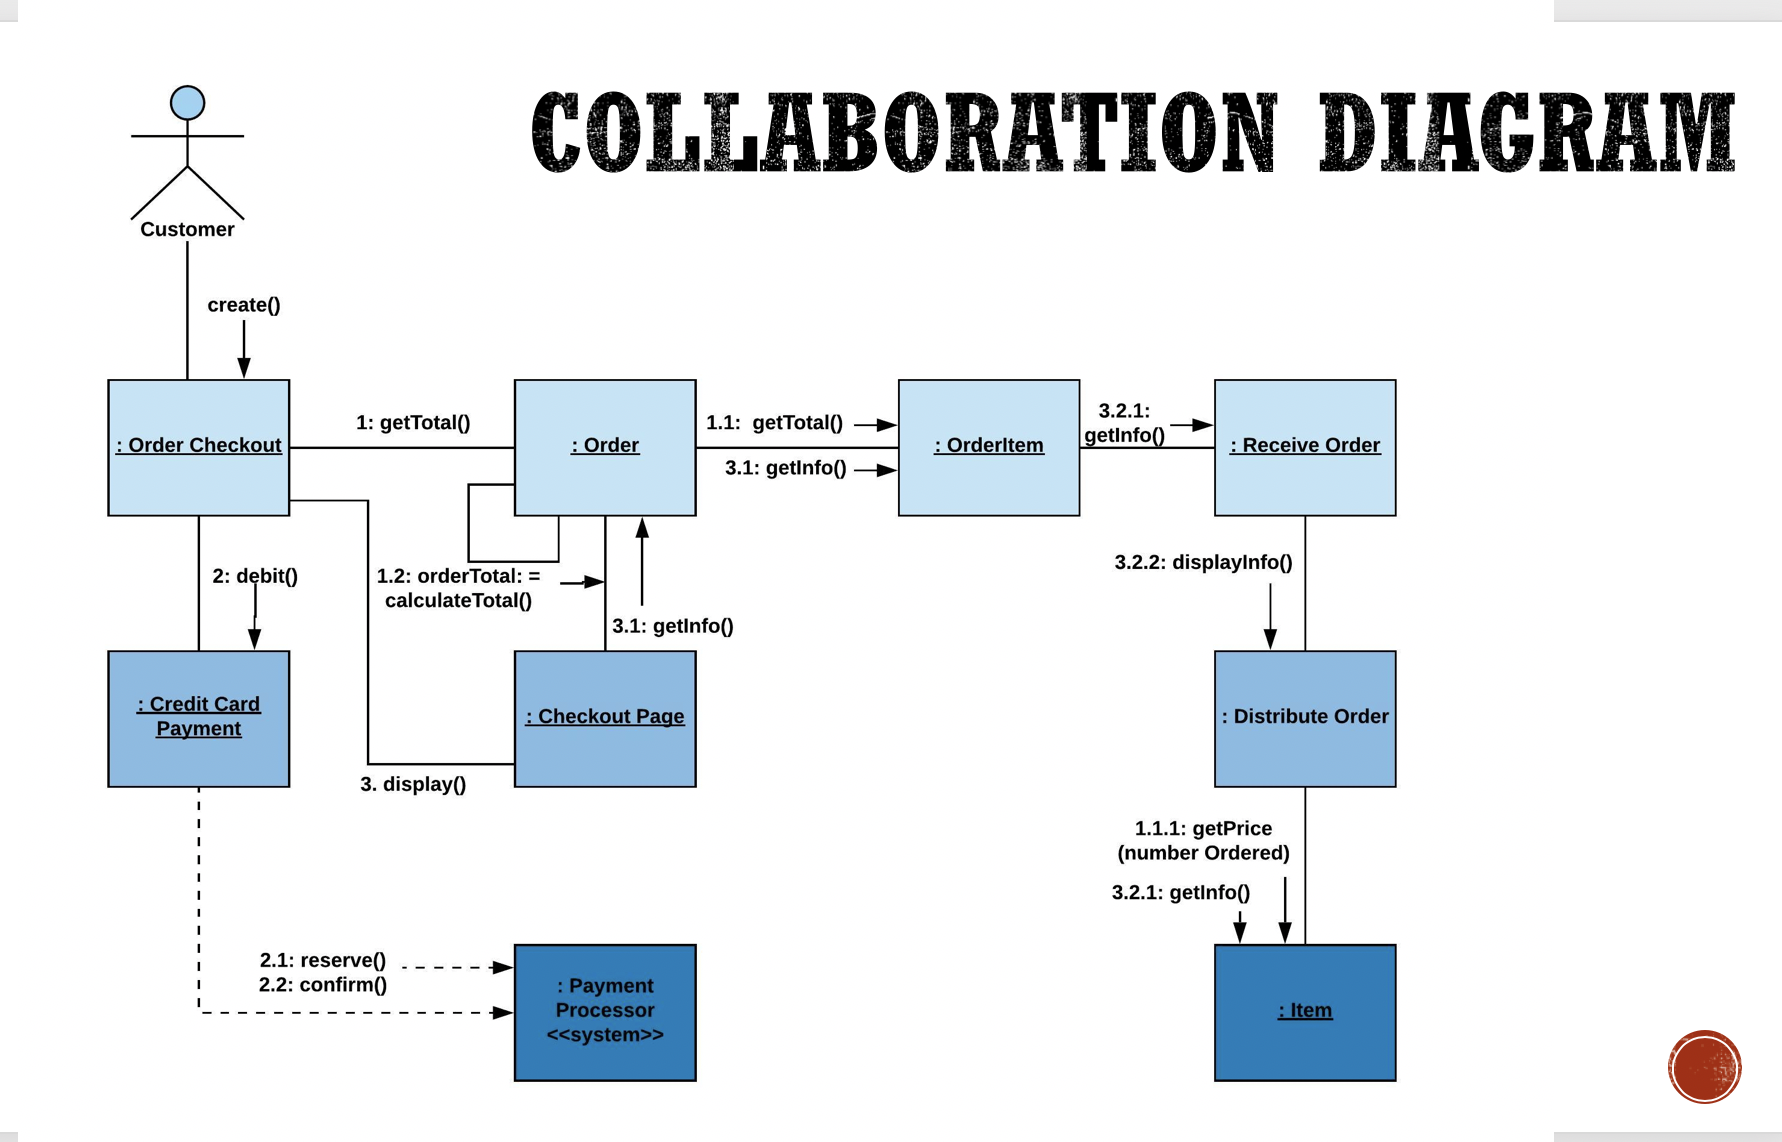 COLLABORATION DIAGRAM
Customer
create()
: Order Checkout
1: getTotal()
: Order
1.1:  getTotal()
3.1: getInfo()
: OrderItem
3.2.1:
getInfo()
: Receive Order
2: debit()
1.2: orderTotal: =
calculateTotal()
3.1: getInfo()
3.2.2: displayInfo()
: Credit Card
Payment
: Checkout Page
: Distribute Order
3. display()
1.1.1: getPrice
(number Ordered)
3.2.1: getInfo()
2.1: reserve()
2.2: confirm()
: Payment
Processor
<<system>>
: Item